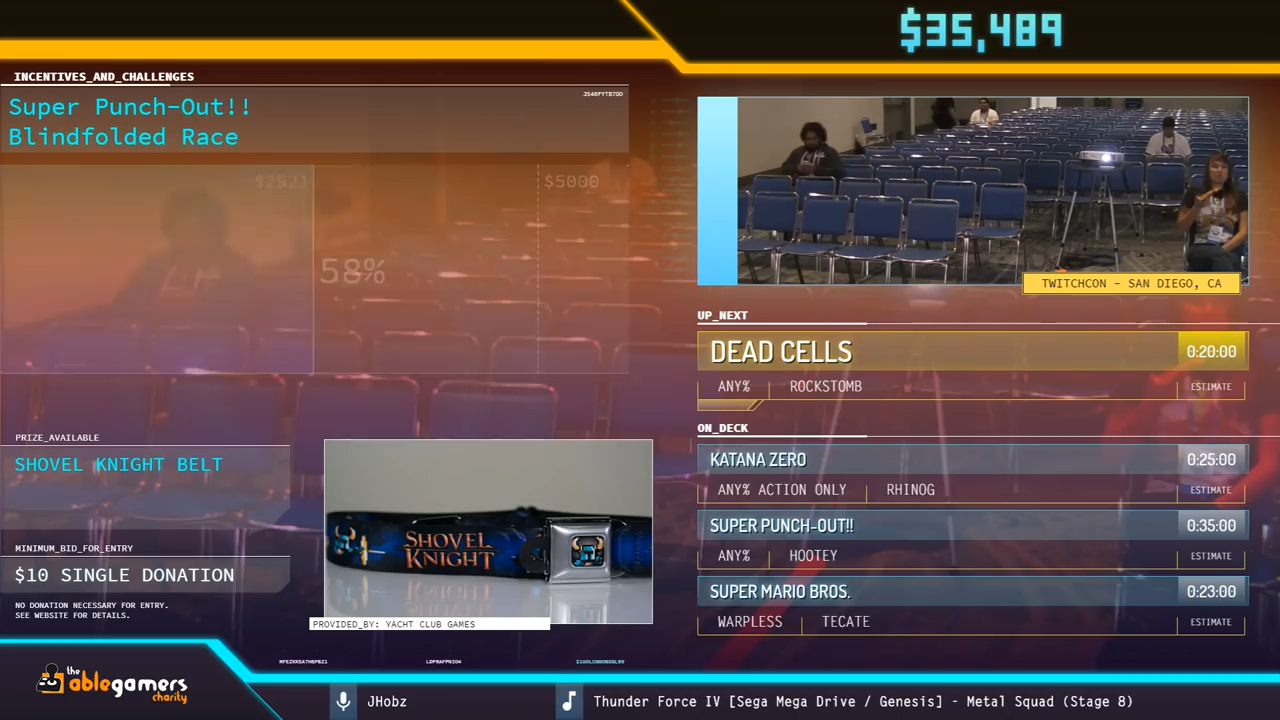 $35,489
INCENTIVES_AND_CHALLENGES
Super Punch-Out!!
Blindfolded Race
$2921
$5000
58%
TWITCHCON - SAN DIEGO, CA
UP_NEXT
DEAD CELLS
0:20:00
ANY%
ROCKSTOMB
ESTIMATE
ON_DECK
KATANA ZERO
0:25:00
ANY% ACTION ONLY
RHINOG
ESTIMATE
SUPER PUNCH-OUT!!
0:35:00
ANY%
HOOTEY
ESTIMATE
SUPER MARIO BROS.
0:23:00
WARPLESS
TECATE
ESTIMATE
PRIZE_AVAILABLE
SHOVEL KNIGHT BELT
MINIMUM_BID_FOR_ENTRY
$10 SINGLE DONATION
NO DONATION NECESSARY FOR ENTRY.
SEE WEBSITE FOR DETAILS.
SHOVEL
KNIGHT
PROVIDED_BY: YACHT CLUB GAMES
the
ablegamers
charity
JHobz
Thunder Force IV [Sega Mega Drive / Genesis] - Metal Squad (Stage 8)